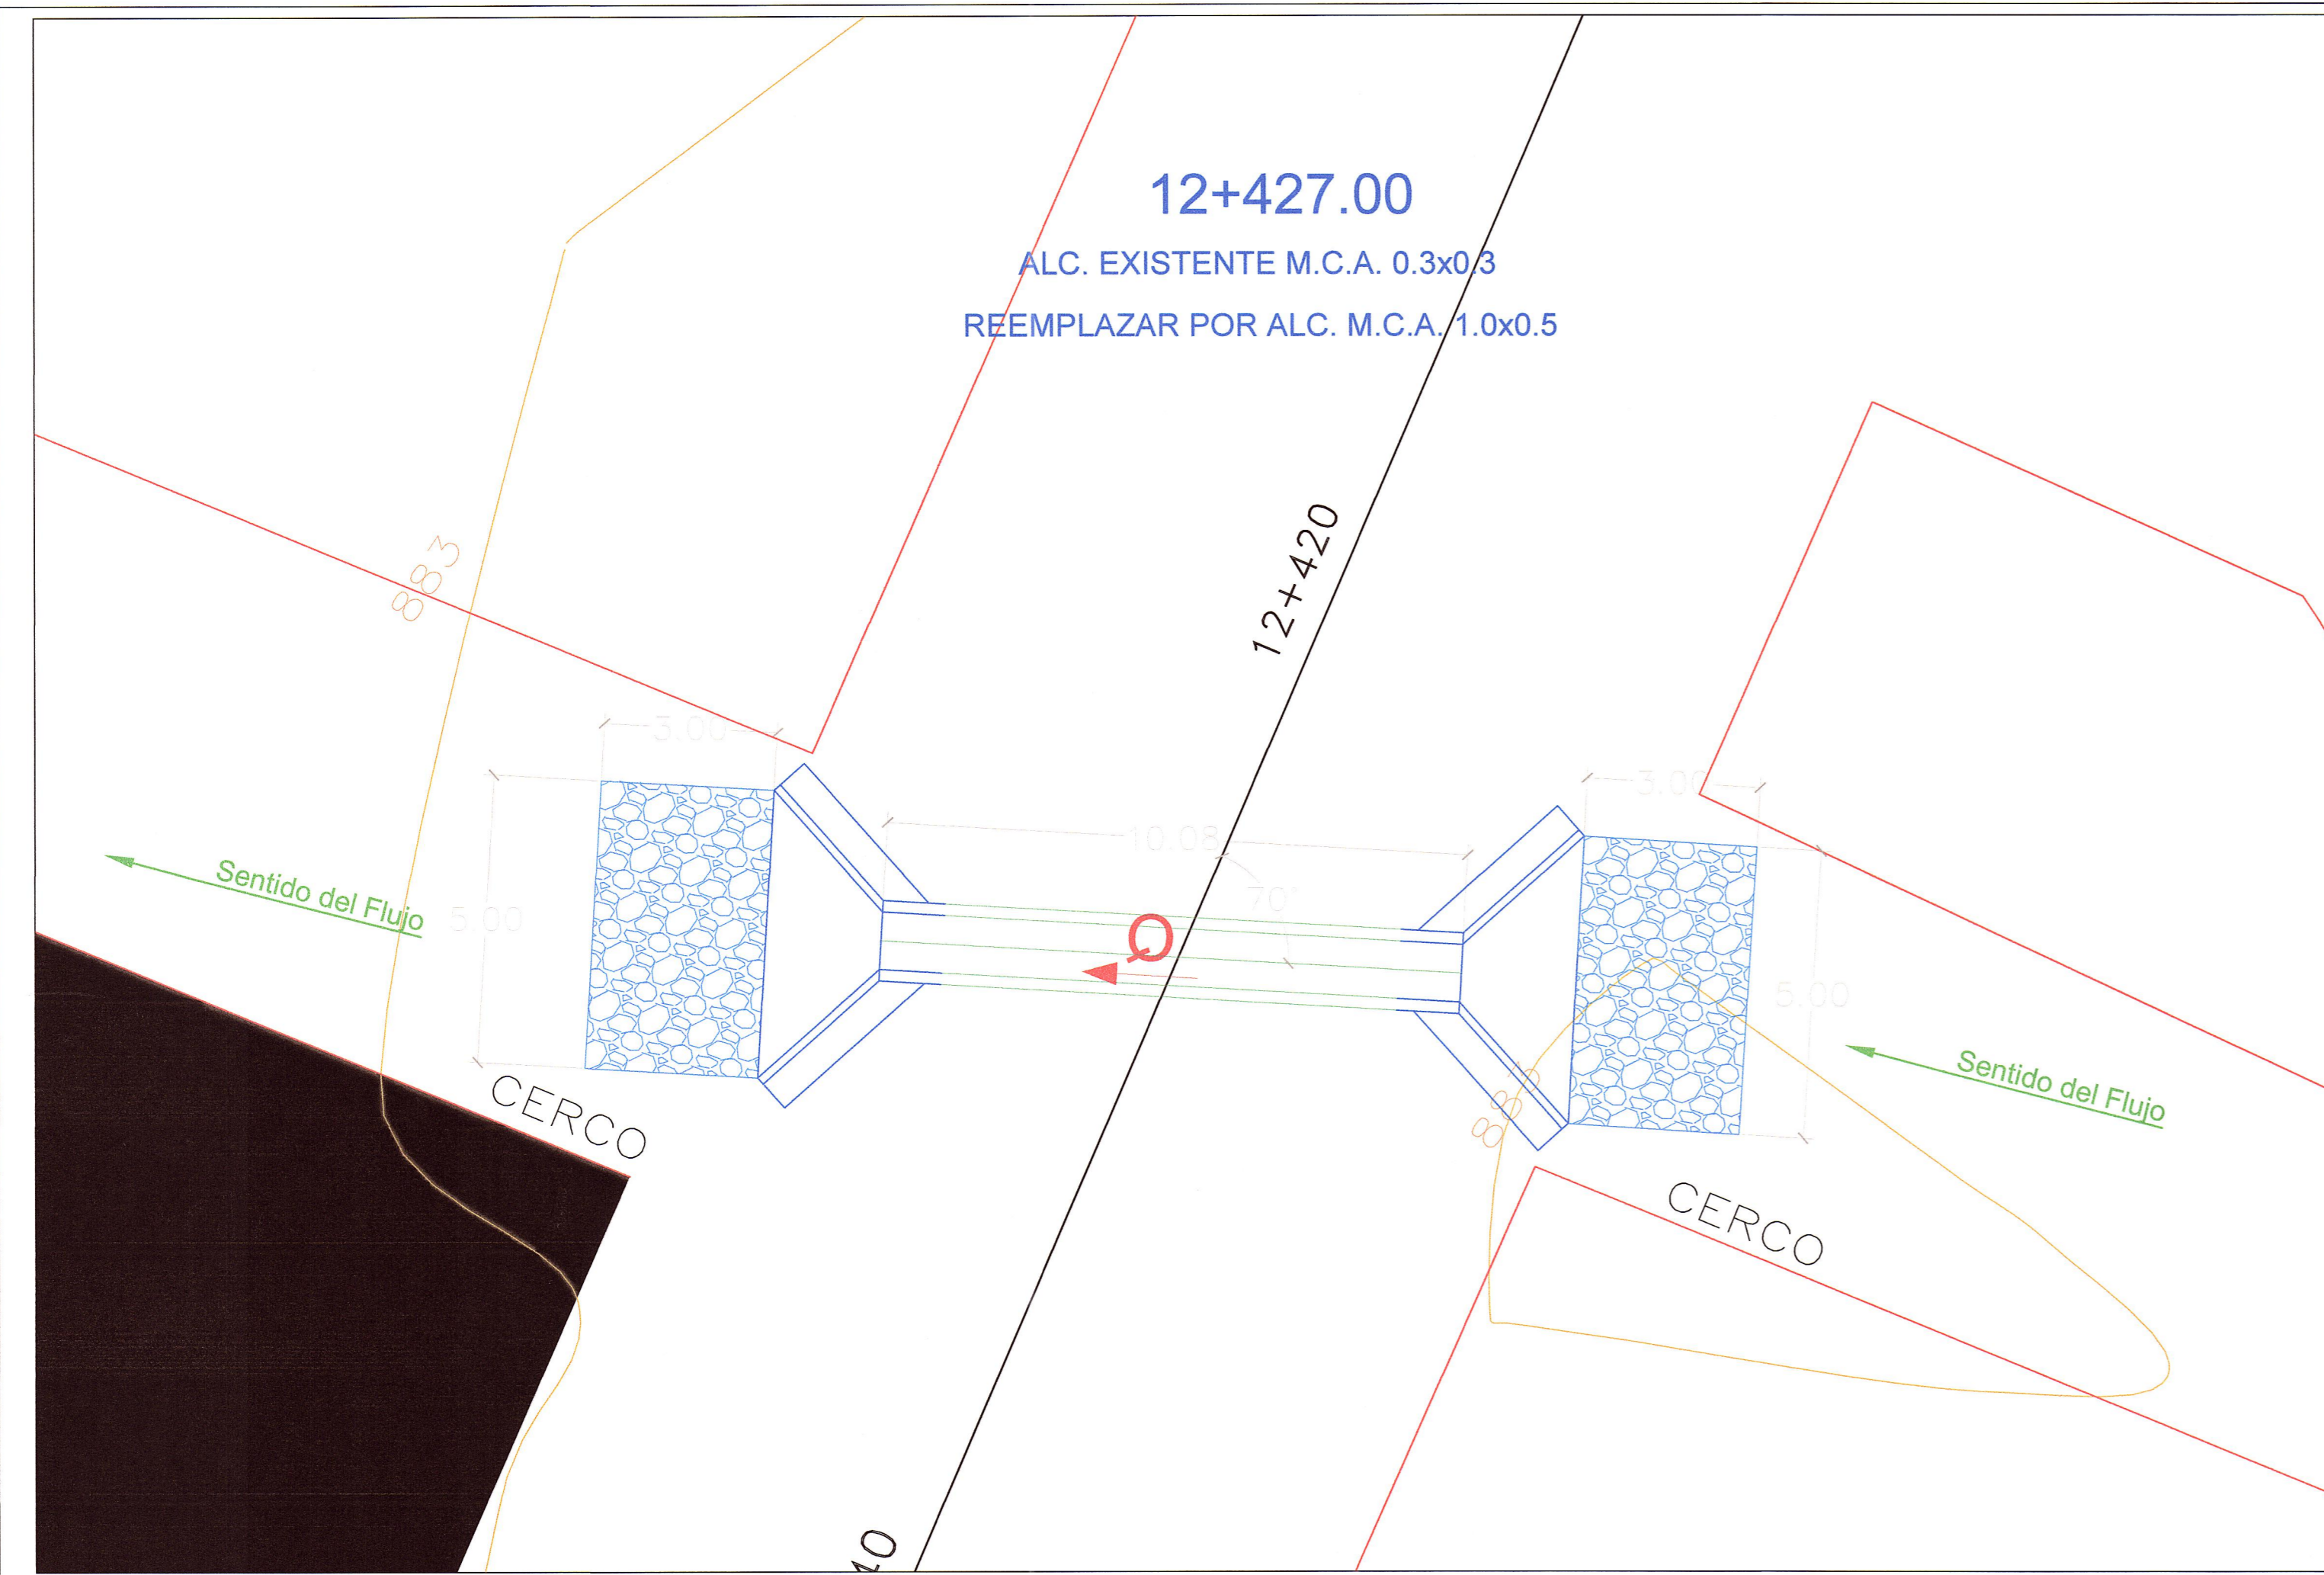 12+427.00
ALC. EXISTENTE M.C.A. 0.3x0.3
REEMPLAZAR POR ALC. M.C.A. 1.0x0.5
12+420
883
3.00
3.00
10.08
70°
Sentido del Flujo
5.00
Q
5.00
Sentido del Flujo
CERCO
CERCO
40